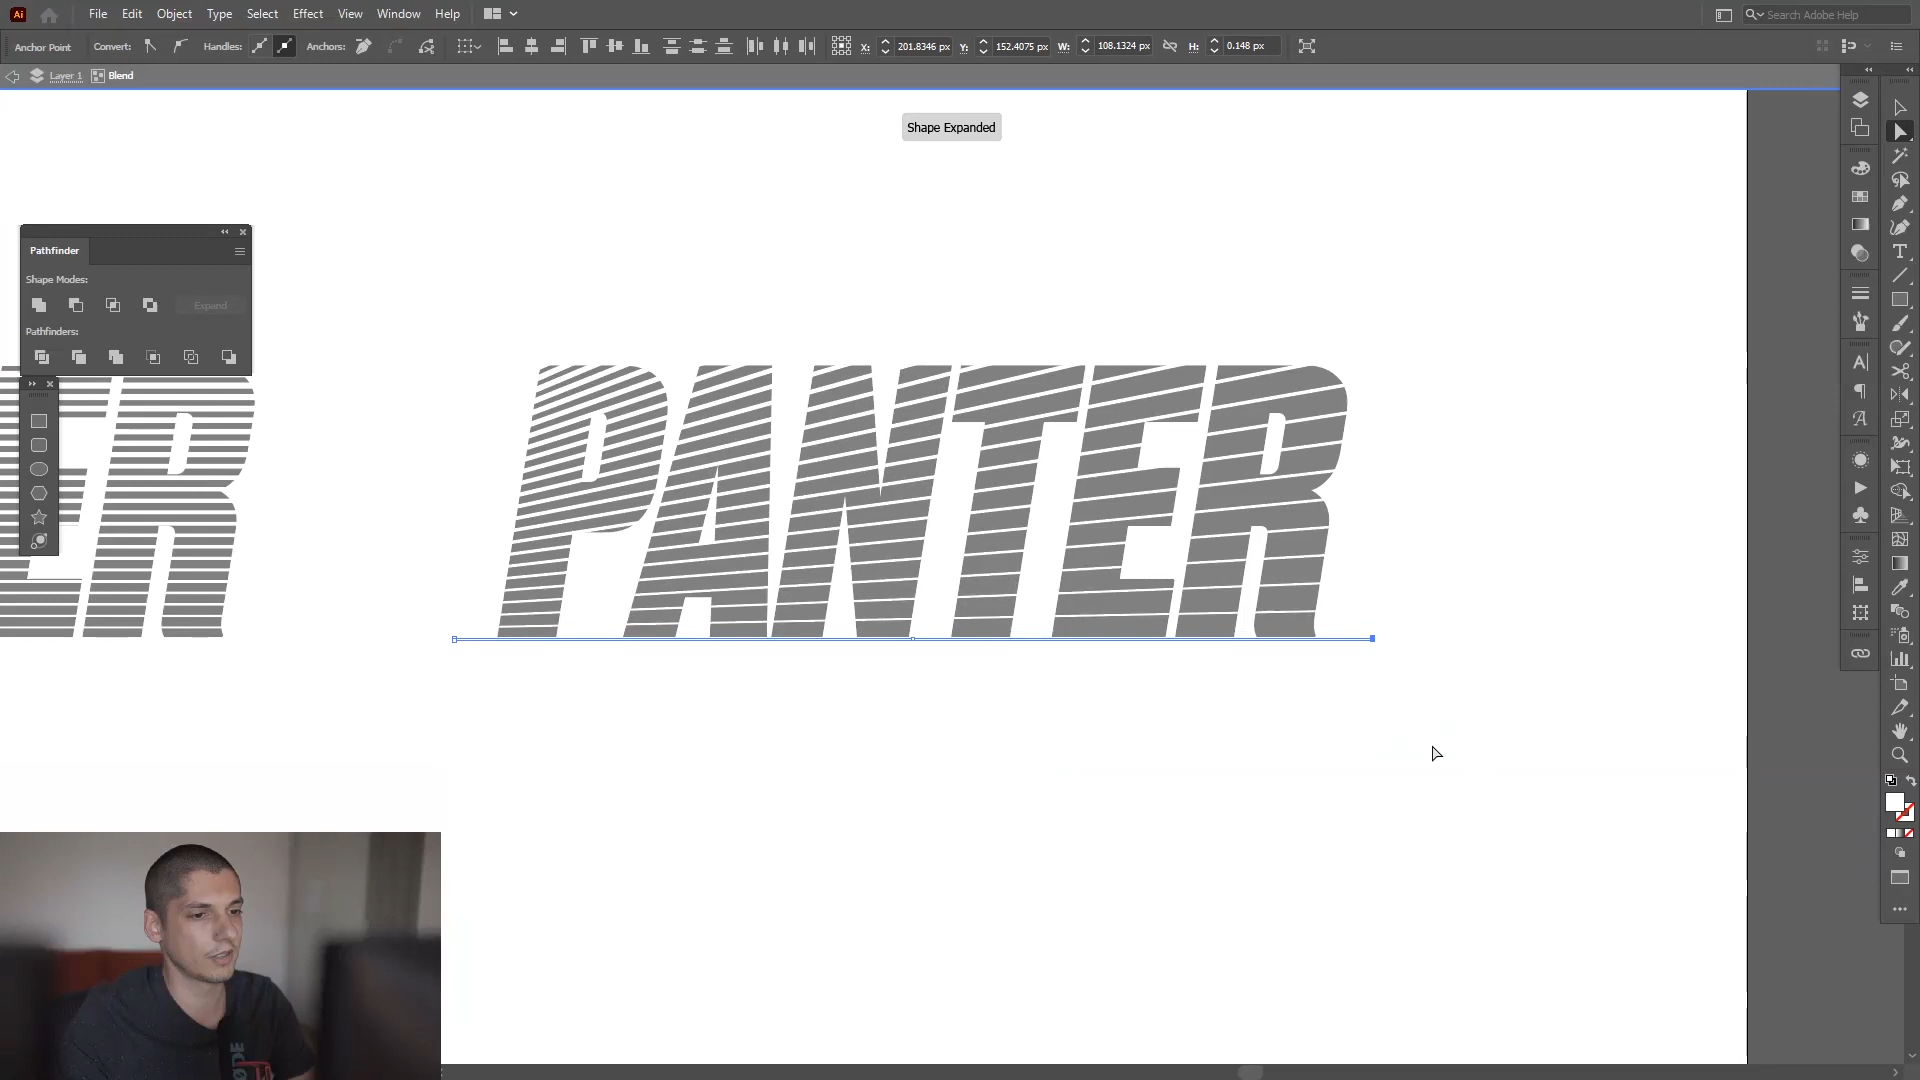 Ai File Edit Object Type Select Effect View Window Help Search Adobe Help
Anchor Point Convert: Handles: Anchors: X: 201.8346 px Y: 152.4075 px W: 108.1324 px H: 0.148 px
Layer 1 Blend
Shape Expanded
Pathfinder
Shape Modes:
Expand
Pathfinders:
ER
PANTER